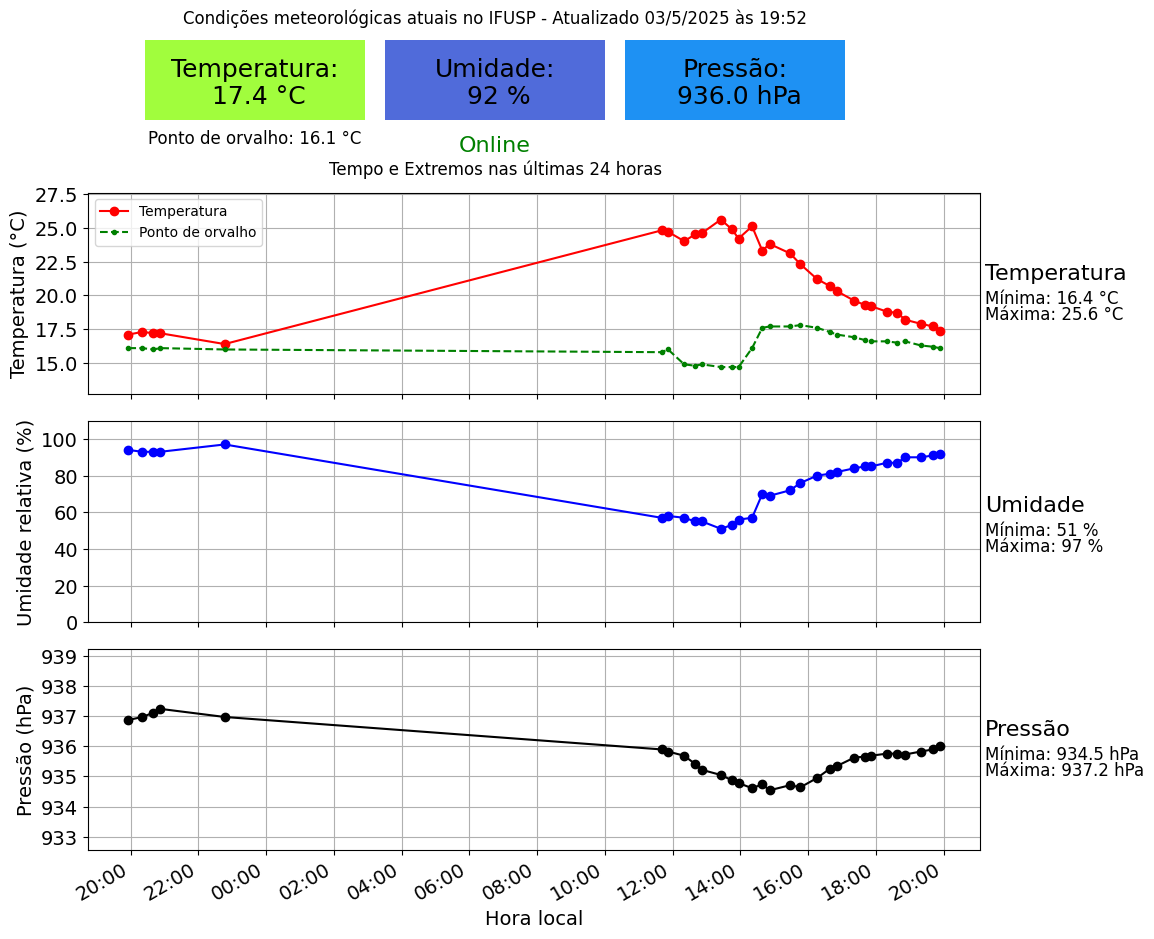 Condições meteorológicas atuais no IFUSP - Atualizado 03/5/2025 às 19:52
Temperatura:
17.4 °C
Umidade:
92 %
Pressão:
936.0 hPa
Ponto de orvalho: 16.1 °C
Online
Tempo e Extremos nas últimas 24 horas
Temperatura (°C)
27.5
25.0
22.5
20.0
17.5
15.0
Temperatura
Ponto de orvalho
Temperatura
Mínima: 16.4 °C
Máxima: 25.6 °C
Umidade relativa (%)
100
80
60
40
20
0
Umidade
Mínima: 51 %
Máxima: 97 %
Pressão (hPa)
939
938
937
936
935
934
933
Pressão
Mínima: 934.5 hPa
Máxima: 937.2 hPa
20:00 22:00 00:00 02:00 04:00 06:00 08:00 10:00 12:00 14:00 16:00 18:00 20:00
Hora local